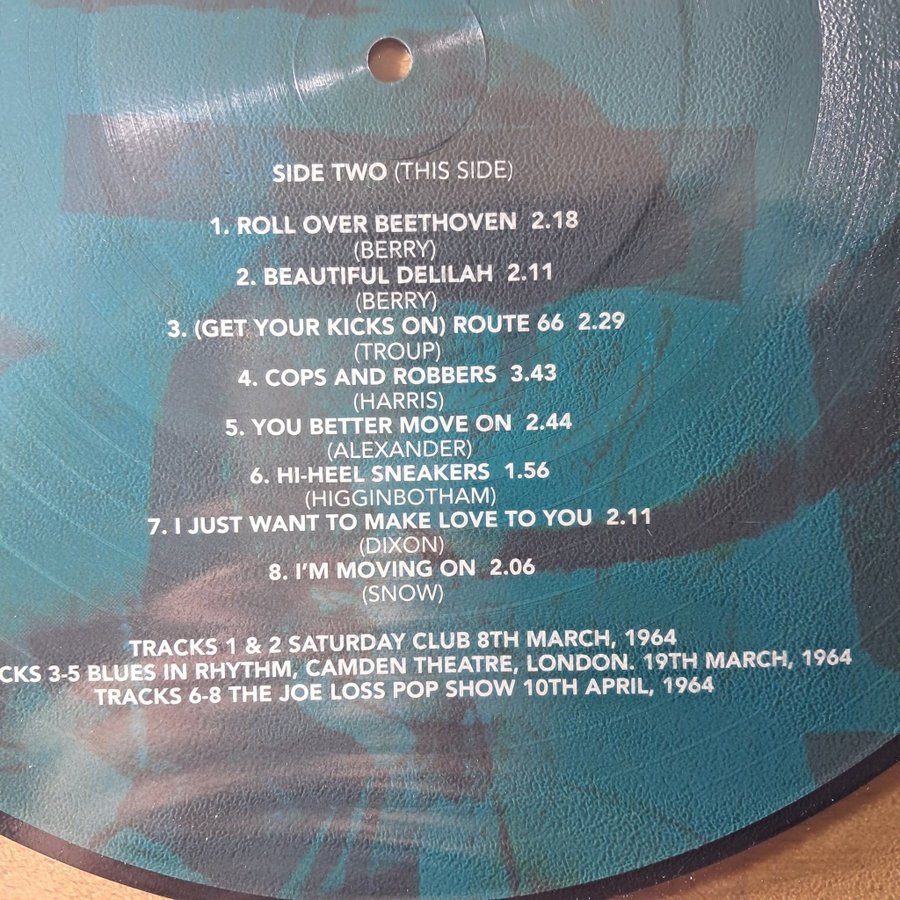 SIDE TWO (THIS SIDE)
1. ROLL OVER BEETHOVEN 2.18
(BERRY)
2. BEAUTIFUL DELILAH 2.11
(BERRY)
3. (GET YOUR KICKS ON) ROUTE 66 2.29
(TROUP)
4. COPS AND ROBBERS 3.43
(HARRIS)
5. YOU BETTER MOVE ON 2.44
(ALEXANDER)
6. HI-HEEL SNEAKERS 1.56
(HIGGINBOTHAM)
7. I JUST WANT TO MAKE LOVE TO YOU 2.11
(DIXON)
8. I'M MOVING ON 2.06
(SNOW)
TRACKS 1 & 2 SATURDAY CLUB 8TH MARCH, 1964
CKS 3-5 BLUES IN RHYTHM, CAMDEN THEATRE, LONDON. 19TH MARCH, 1964
TRACKS 6-8 THE JOE LOSS POP SHOW 10TH APRIL, 1964